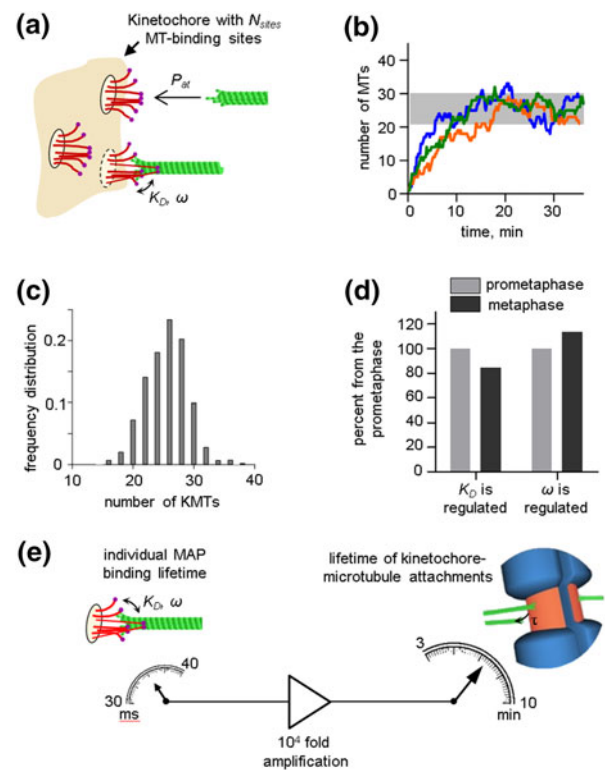 (a)
Kinetochore with Nsites
MT-binding sites
Pat
KD, ω
(b)
number of MTs
40
30
20
10
0
0 10 20 30
time, min
(c)
frequency distribution
0.2
0.1
0
10 20 30 40
number of KMTs
(d)
prometaphase
metaphase
percent from the
prometaphase
120
100
80
60
40
20
0
KD is
regulated
ω is
regulated
(e)
individual MAP
binding lifetime
KD, ω
lifetime of kinetochore-
microtubule attachments
τ
30
40
ms
10⁴ fold
amplification
3
10
min